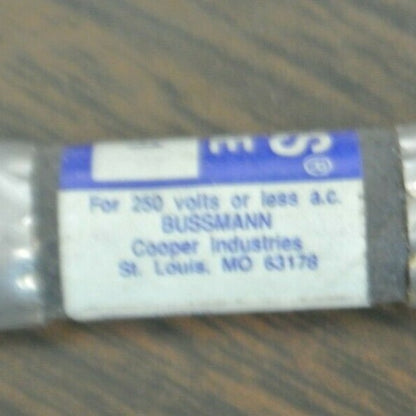 S®
E
For 250 volts or less a.c.
BUSSMANN
Cooper Industries
St. Louis, MO 63178